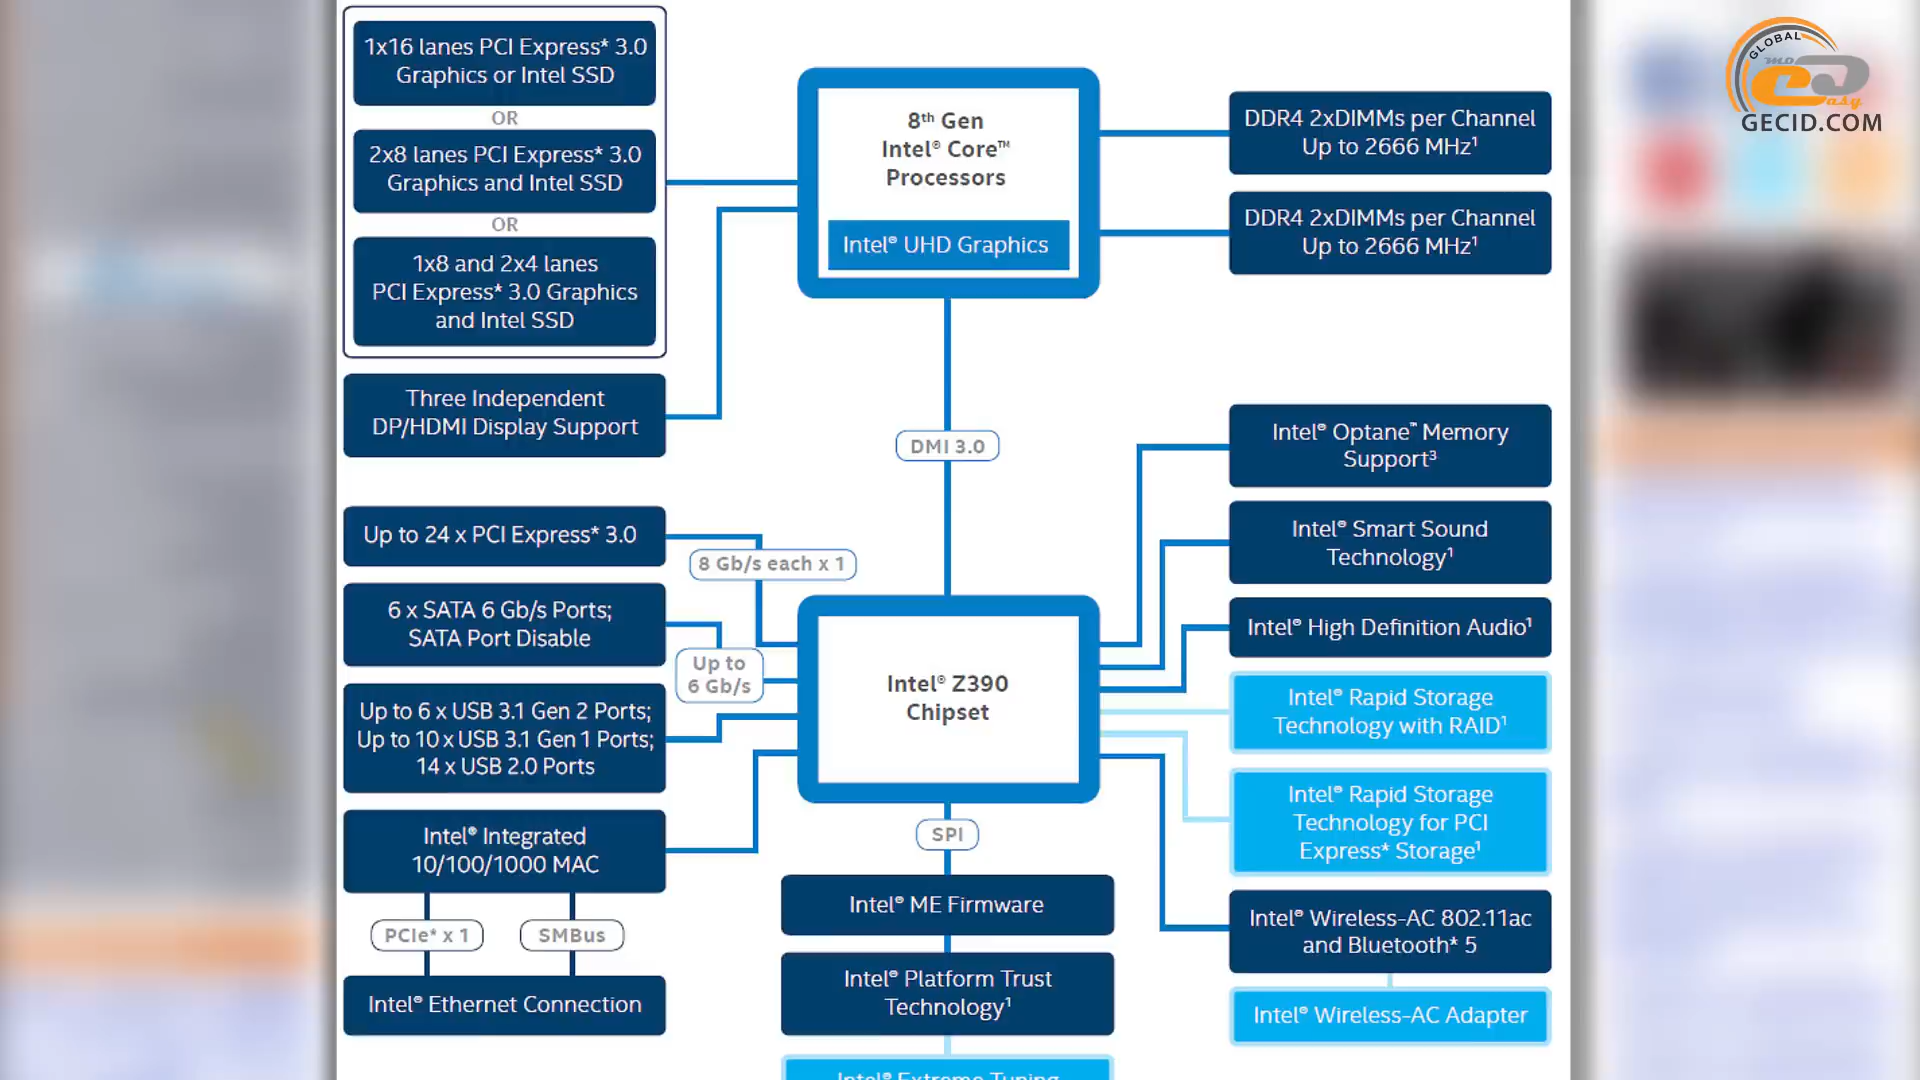 1x16 lanes PCI Express* 3.0
Graphics or Intel SSD
OR
2x8 lanes PCI Express* 3.0
Graphics and Intel SSD
OR
1x8 and 2x4 lanes
PCI Express* 3.0 Graphics
and Intel SSD
Three Independent
DP/HDMI Display Support
8th Gen
Intel® Core™
Processors
Intel® UHD Graphics
DDR4 2xDIMMs per Channel
Up to 2666 MHz¹
DDR4 2xDIMMs per Channel
Up to 2666 MHz¹
GLOBAL
easy
GECID.COM
DMI 3.0
Up to 24 x PCI Express* 3.0
8 Gb/s each x 1
6 x SATA 6 Gb/s Ports;
SATA Port Disable
Up to
6 Gb/s
Up to 6 x USB 3.1 Gen 2 Ports;
Up to 10 x USB 3.1 Gen 1 Ports;
14 x USB 2.0 Ports
Intel® Integrated
10/100/1000 MAC
PCIe* x 1
SMBus
Intel® Ethernet Connection
Intel® Z390
Chipset
SPI
Intel® ME Firmware
Intel® Platform Trust
Technology¹
Intel® Extreme Tuning
Intel® Optane™ Memory
Support³
Intel® Smart Sound
Technology¹
Intel® High Definition Audio¹
Intel® Rapid Storage
Technology with RAID¹
Intel® Rapid Storage
Technology for PCI
Express* Storage¹
Intel® Wireless-AC 802.11ac
and Bluetooth* 5
Intel® Wireless-AC Adapter